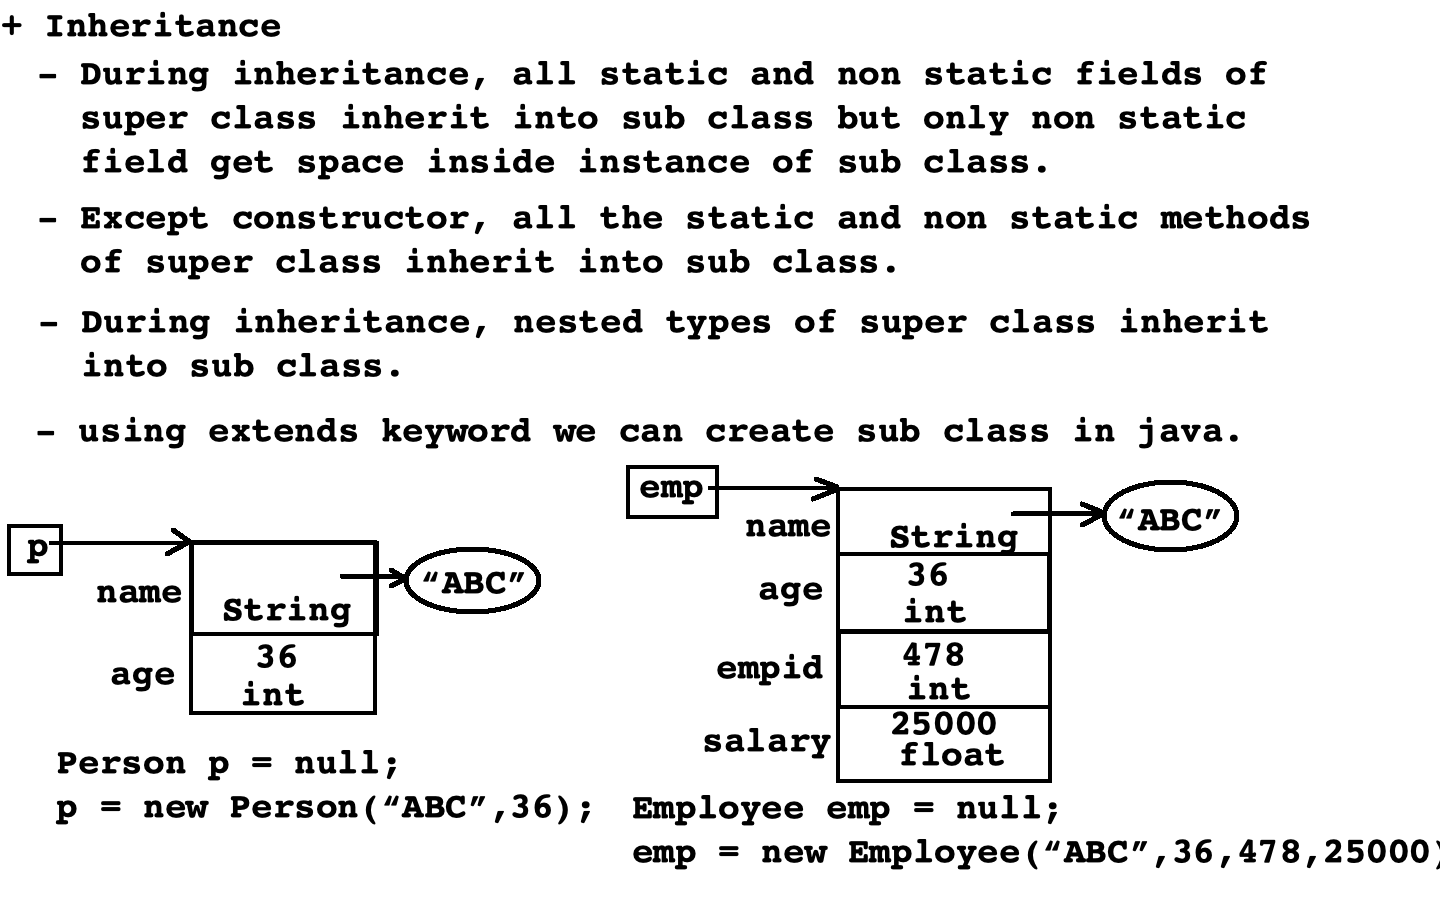 + Inheritance
- During inheritance, all static and non static fields of
super class inherit into sub class but only non static
field get space inside instance of sub class.
- Except constructor, all the static and non static methods
of super class inherit into sub class.
- During inheritance, nested types of super class inherit
into sub class.
- using extends keyword we can create sub class in java.
p
name
String
“ABC”
age
36
int
Person p = null;
p = new Person(“ABC”,36);
emp
name
String
“ABC”
age
36
int
empid
478
int
salary
25000
float
Employee emp = null;
emp = new Employee(“ABC”,36,478,25000)